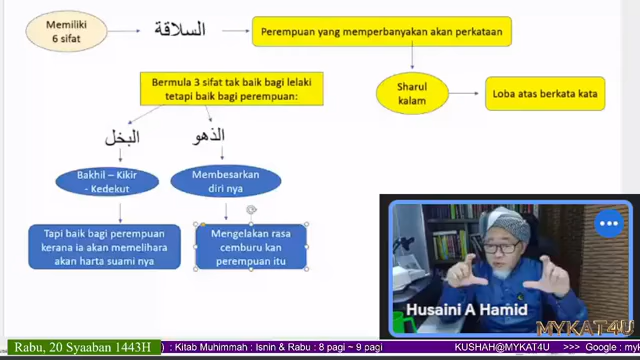 Memiliki
6 sifat
السلاقة
Perempuan yang memperbanyakan akan perkataan
Sharul
kalam
Loba atas berkata kata
Bermula 3 sifat tak baik bagi lelaki
tetapi baik bagi perempuan:
البخل
الذهو
Bakhil – Kikir
- Kedekut
Membesarkan
diri nya
Tapi baik bagi perempuan
kerana ia akan memelihara
akan harta suami nya
Mengelakan rasa
cemburu kan
perempuan itu
Husaini A Hamid
MYKAT4U
Rabu, 20 Syaaban 1443H
) : Kitab Muhimmah : Isnin & Rabu : 8 pagi ~ 9 pagi
KUSHAH@MYKAT4U
>>> Google : myl